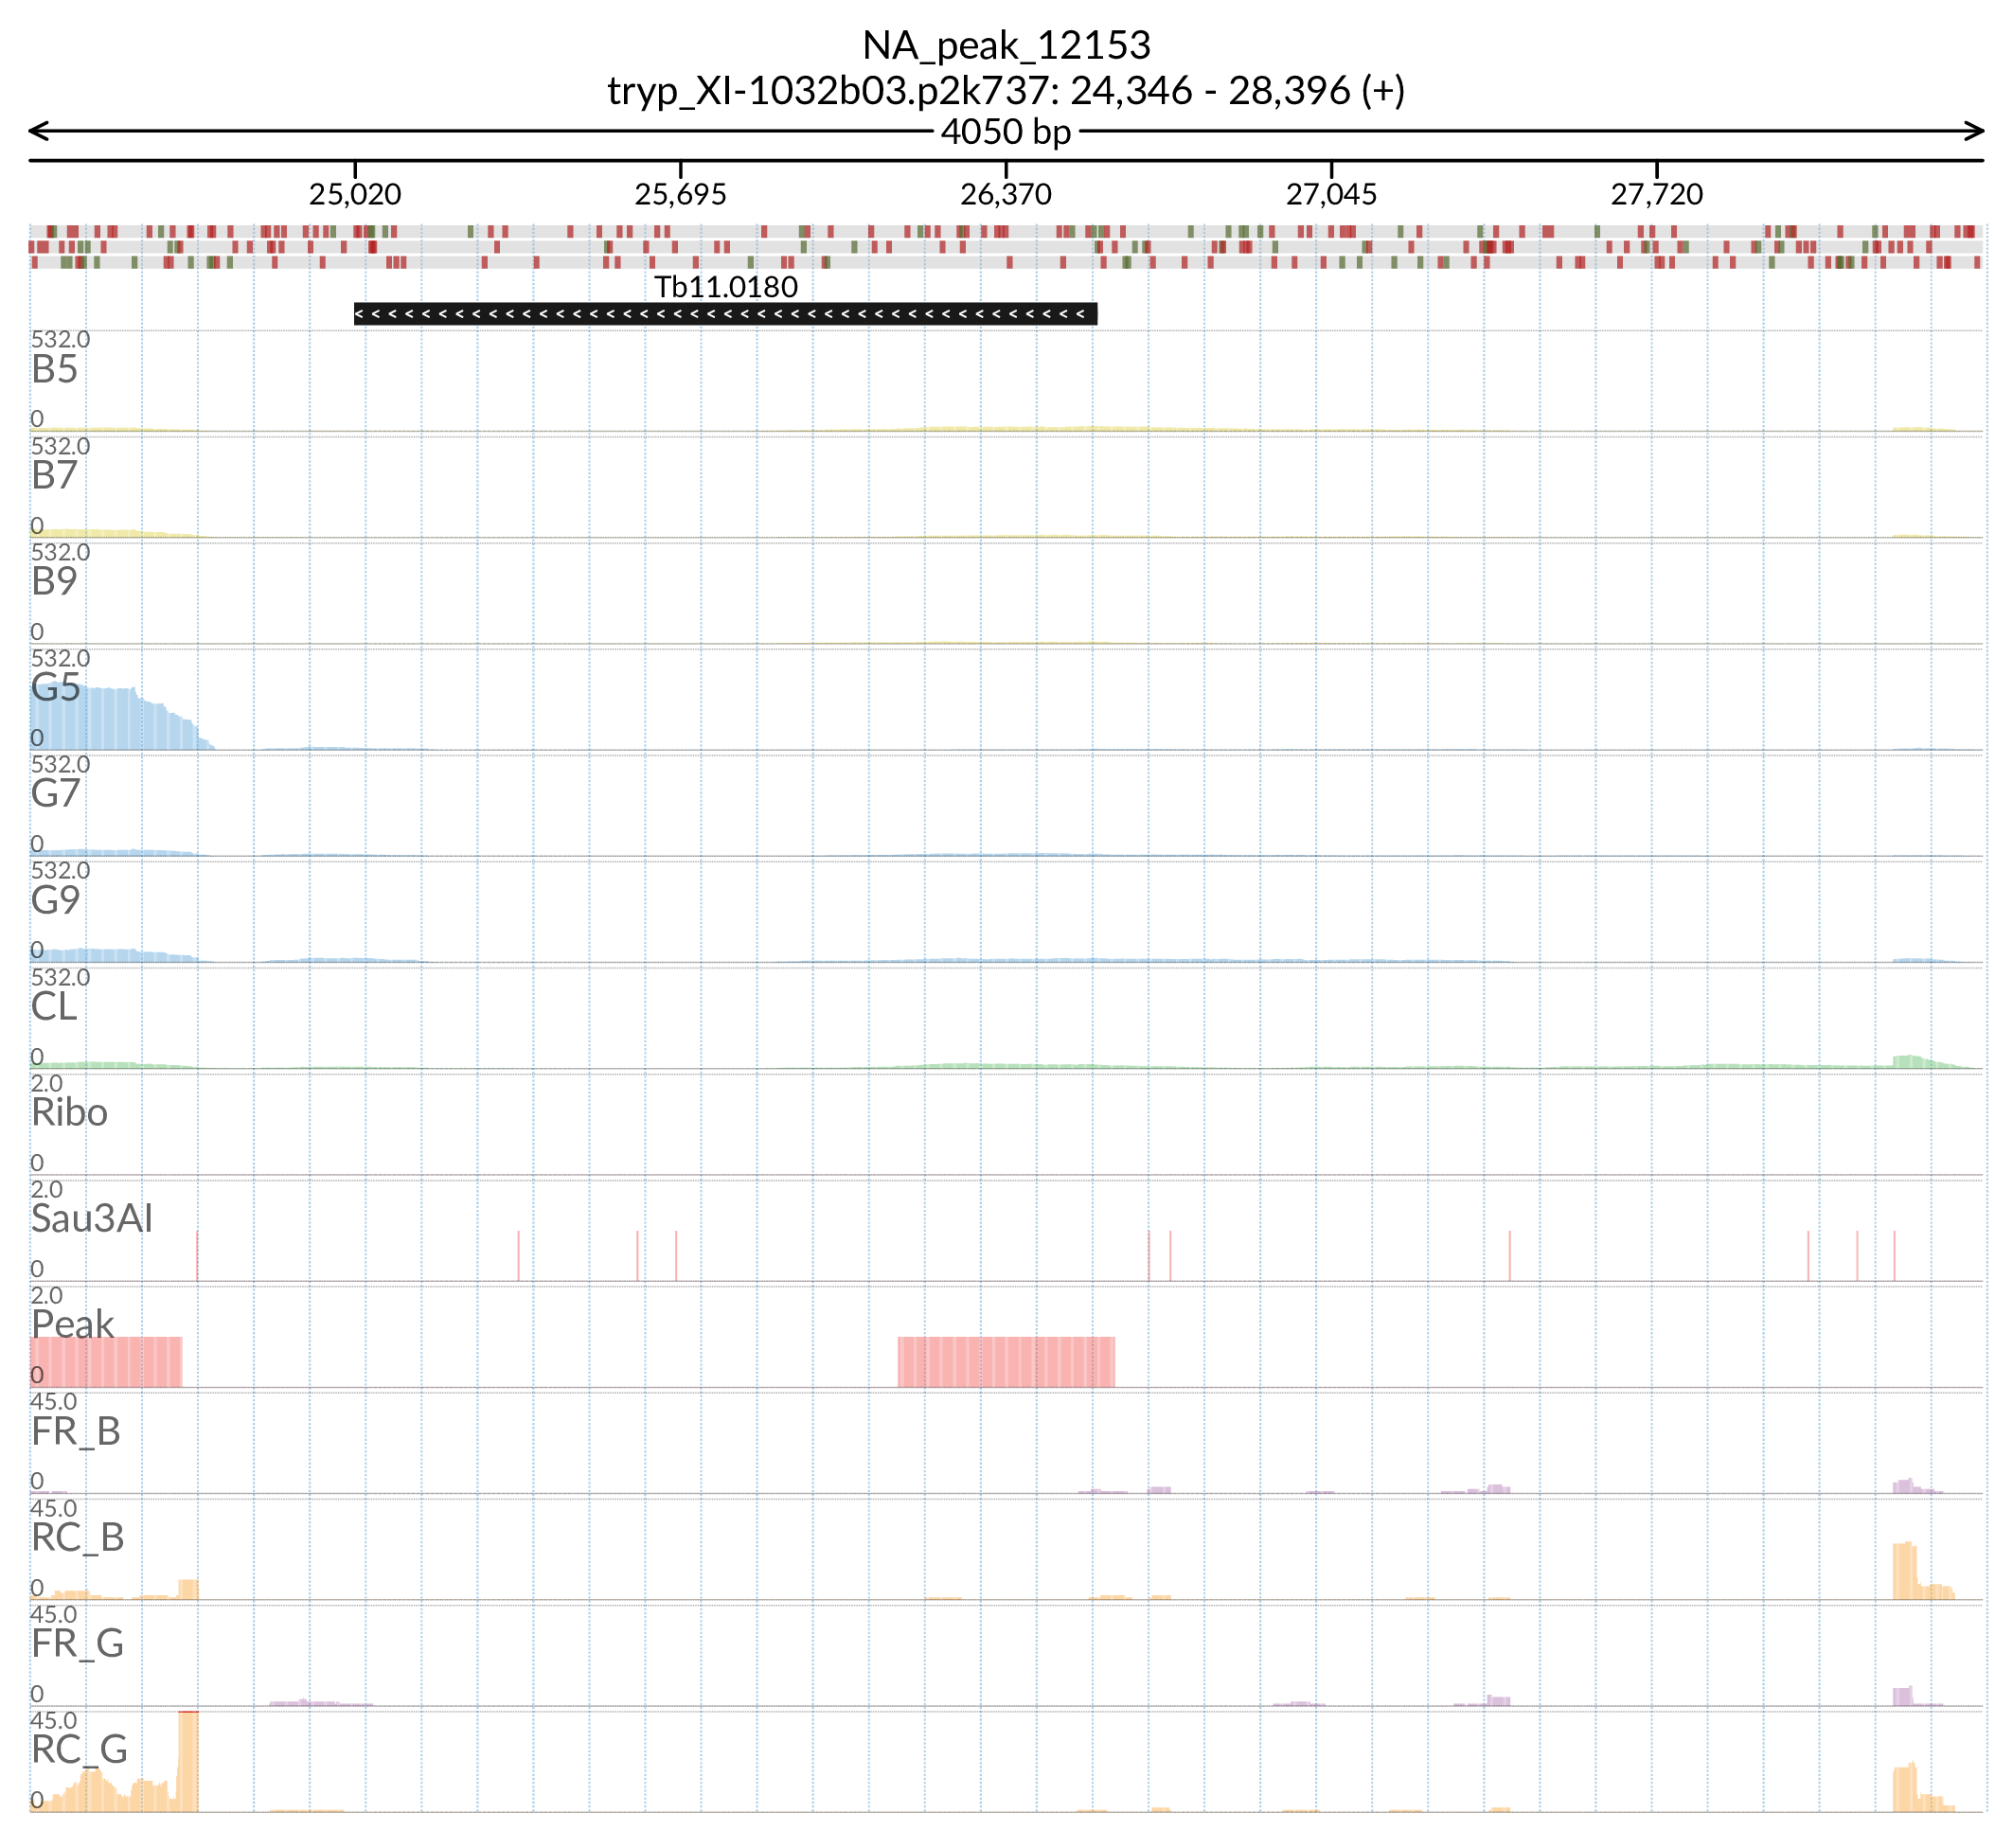 NA_peak_12153
tryp_XI-1032b03.p2k737: 24,346 - 28,396 (+)
4050 bp
25,020 25,695 26,370 27,045 27,720
Tb11.0180
< < < < < < < < < < < < < < < < < < < < < < < < < < < < < < < < < < < < < < < < < < < <
532.0
B5
0
532.0
B7
0
532.0
B9
0
532.0
G5
0
532.0
G7
0
532.0
G9
0
532.0
CL
0
2.0
Ribo
0
2.0
Sau3AI
0
2.0
Peak
0
45.0
FR_B
0
45.0
RC_B
0
45.0
FR_G
0
45.0
RC_G
0